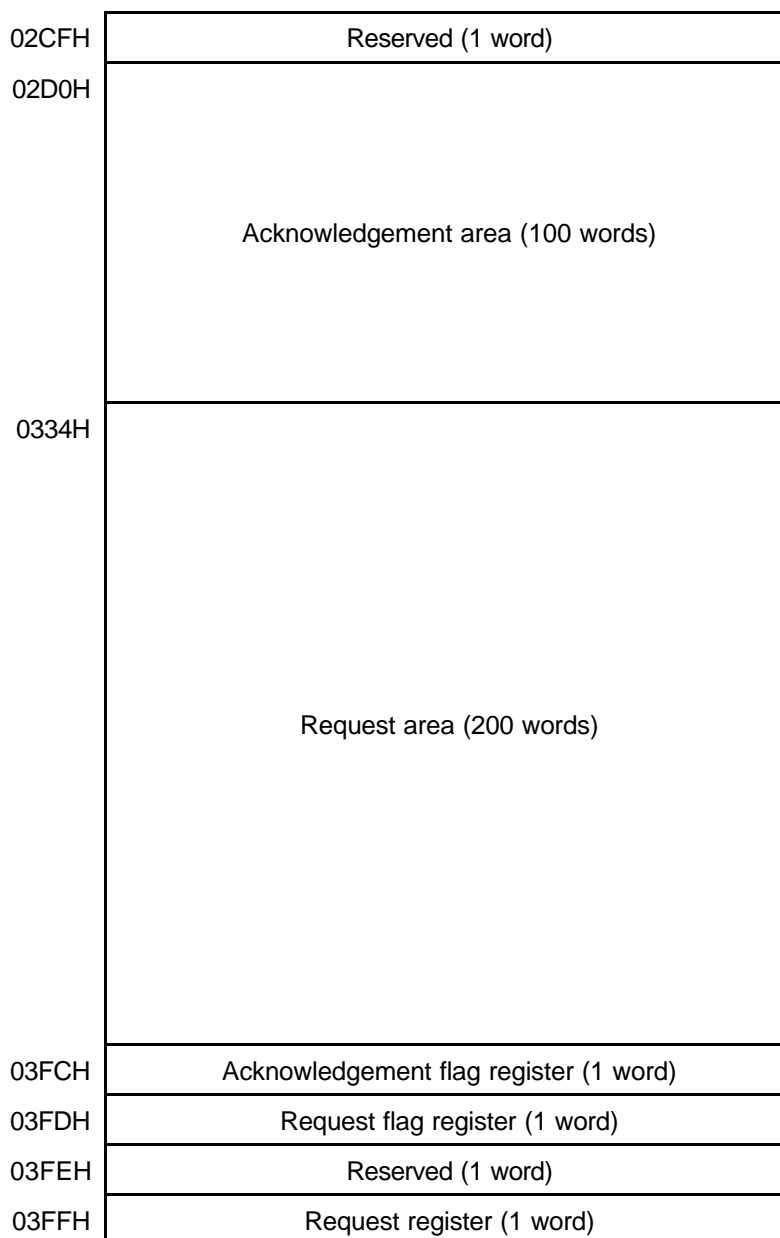 02CFH Reserved (1 word)
02D0H
Acknowledgement area (100 words)
0334H
Request area (200 words)
03FCH Acknowledgement flag register (1 word)
03FDH Request flag register (1 word)
03FEH Reserved (1 word)
03FFH Request register (1 word)